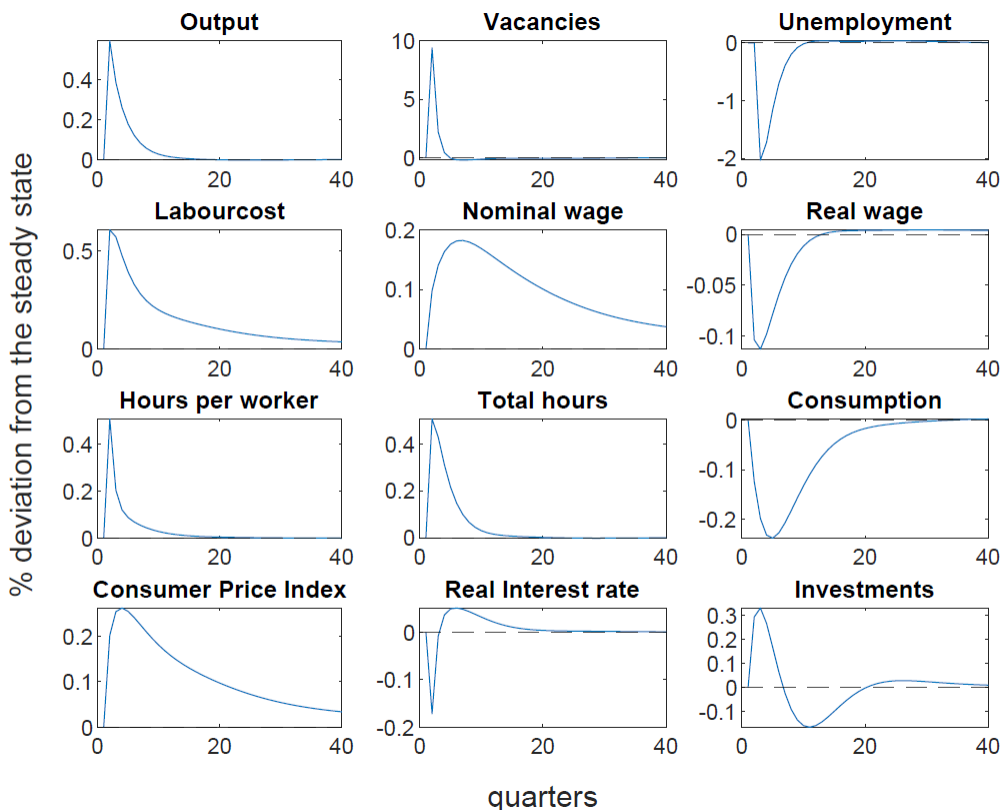 Output
Vacancies
Unemployment
0.4
0.2
0
0 20 40
10
5
0
0 20 40
0
-1
-2
0 20 40
Labourcost
Nominal wage
Real wage
0.5
0
0 20 40
0.2
0.1
0
0 20 40
0
-0.05
-0.1
0 20 40
Hours per worker
Total hours
Consumption
0.4
0.2
0
0 20 40
0.4
0.2
0
0 20 40
0
-0.1
-0.2
0 20 40
Consumer Price Index
Real Interest rate
Investments
0.2
0.1
0
0 20 40
0
-0.1
-0.2
0 20 40
0.3
0.2
0.1
0
-0.1
0 20 40
% deviation from the steady state
quarters